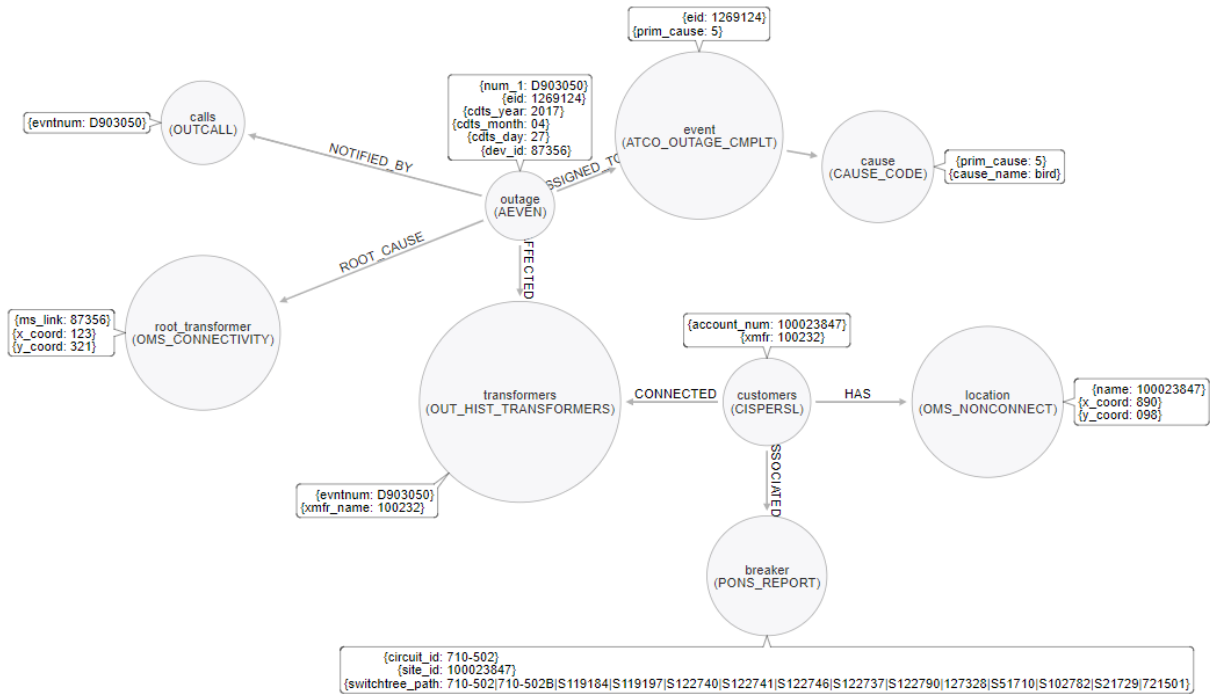 {eid: 1269124}
{prim_cause: 5}
{num_1: D903050}
{eid: 1269124}
{cdts_year: 2017}
{cdts_month: 04}
{cdts_day: 27}
{dev_id: 87356}
{evntnum: D903050}
calls
(OUTCALL)
event
(ATCO_OUTAGE_CMPLT)
cause
(CAUSE_CODE)
{prim_cause: 5}
{cause_name: bird}
NOTIFIED_BY
SSIGNED_TO
outage
(AEVEN)
ROOT_CAUSE
FFECTED
{ms_link: 87356}
{x_coord: 123}
{y_coord: 321}
root_transformer
(OMS_CONNECTIVITY)
{account_num: 100023847}
{xmfr: 100232}
transformers
(OUT_HIST_TRANSFORMERS)
CONNECTED
customers
(CISPERSL)
HAS
location
(OMS_NONCONNECT)
{name: 100023847}
{x_coord: 890}
{y_coord: 098}
SSOCIATED
{evntnum: D903050}
{xmfr_name: 100232}
breaker
(PONS_REPORT)
{circuit_id: 710-502}
{site_id: 100023847}
{switchtree_path: 710-502|710-502B|S119184|S119197|S122740|S122741|S122746|S122737|S122790|127328|S51710|S102782|S21729|721501}